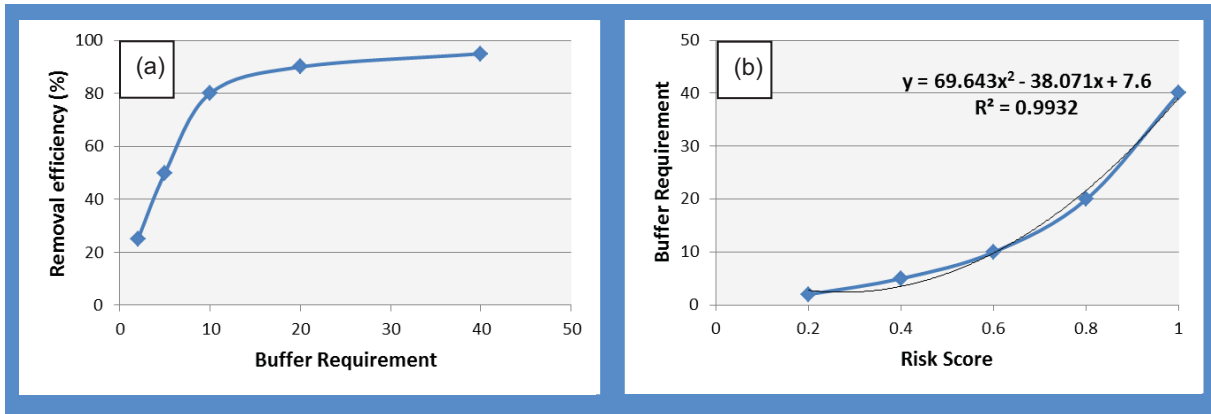 (a)
Removal efficiency (%)
100
80
60
40
20
0
0 10 20 30 40 50
Buffer Requirement
(b)
Buffer Requirement
50
40
30
20
10
0
y = 69.643x² - 38.071x + 7.6
R² = 0.9932
0 0.2 0.4 0.6 0.8 1
Risk Score